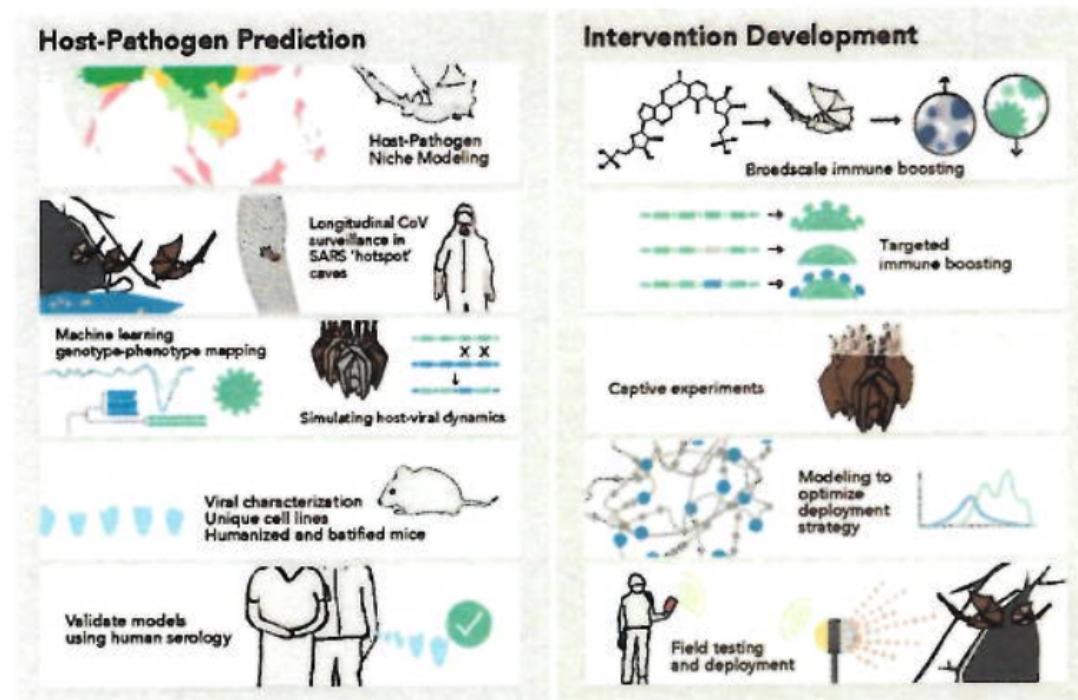 Host-Pathogen Prediction
Host-Pathogen
Niche Modeling
Longitudinal CoV
surveillance in
SARS 'hotspot'
caves
Machine learning
genotype-phenotype mapping
X X
Simulating host-viral dynamics
Viral characterization
Unique cell lines
Humanized and batified mice
Validate models
using human serology
Intervention Development
Broadscale immune boosting
Targeted
immune boosting
Captive experiments
Modeling to
optimize
deployment
strategy
Field testing
and deployment